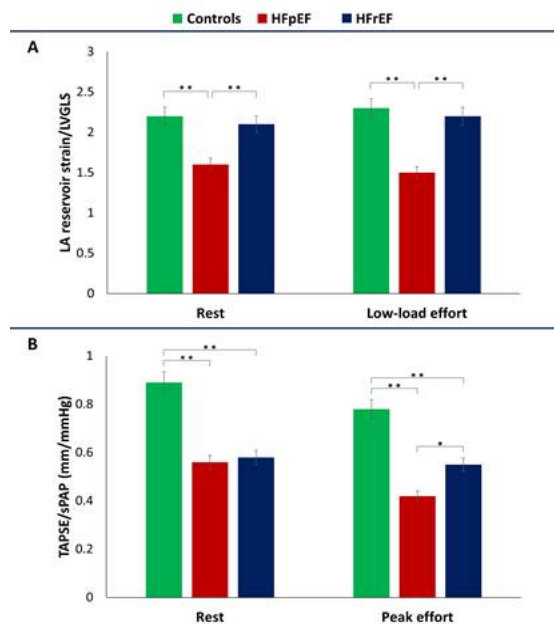 Controls HFpEF HFrEF
A
LA reservoir strain/LVGLS
3
2.5
2
1.5
1
0.5
0
** **
** **
Rest Low-load effort
B
TAPSE/sPAP (mm/mmHg)
1
0.8
0.6
0.4
0.2
0
**
**
**
**
*
Rest Peak effort